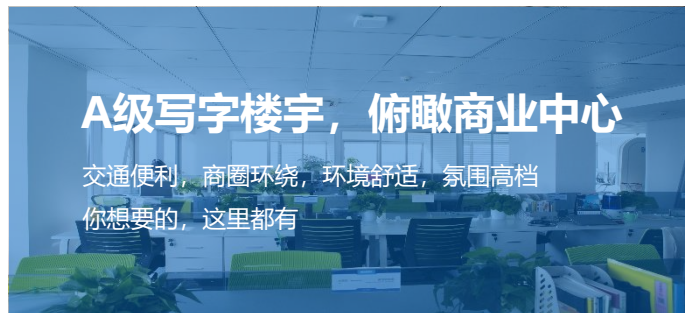 A级写字楼宇，俯瞰商业中心
交通便利，商圈环绕，环境舒适，氛围高档
你想要的，这里都有